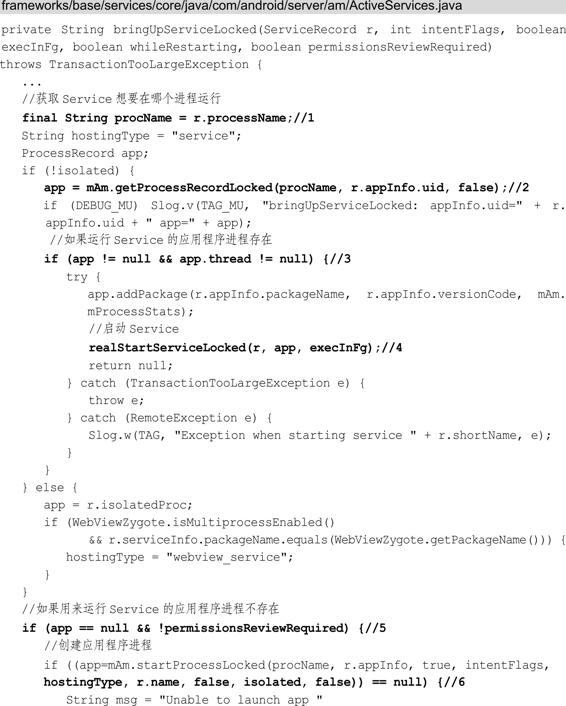 frameworks/base/services/core/java/com/android/server/am/ActiveServices.java
private String bringUpServiceLocked(ServiceRecord r, int intentFlags, boolean
execInFg, boolean whileRestarting, boolean permissionsReviewRequired)
throws TransactionTooLargeException {
...
//获取 Service 想要在哪个进程运行
final String procName = r.processName;//1
String hostingType = "service";
ProcessRecord app;
if (!isolated) {
app = mAm.getProcessRecordLocked(procName, r.appInfo.uid, false);//2
if (DEBUG_MU) Slog.v(TAG_MU, "bringUpServiceLocked: appInfo.uid=" + r.
appInfo.uid + " app=" + app);
//如果运行 Service 的应用程序进程存在
if (app != null && app.thread != null) {//3
try {
app.addPackage(r.appInfo.packageName, r.appInfo.versionCode, mAm.
mProcessStats);
//启动 Service
realStartServiceLocked(r, app, execInFg);//4
return null;
} catch (TransactionTooLargeException e) {
throw e;
} catch (RemoteException e) {
Slog.w(TAG, "Exception when starting service " + r.shortName, e);
}
}
} else {
app = r.isolatedProc;
if (WebViewZygote.isMultiprocessEnabled()
&& r.serviceInfo.packageName.equals(WebViewZygote.getPackageName())) {
hostingType = "webview_service";
}
}
//如果用来运行 Service 的应用程序进程不存在
if (app == null && !permissionsReviewRequired) {//5
//创建应用程序进程
if ((app=mAm.startProcessLocked(procName, r.appInfo, true, intentFlags,
hostingType, r.name, false, isolated, false)) == null) {//6
String msg = "Unable to launch app "